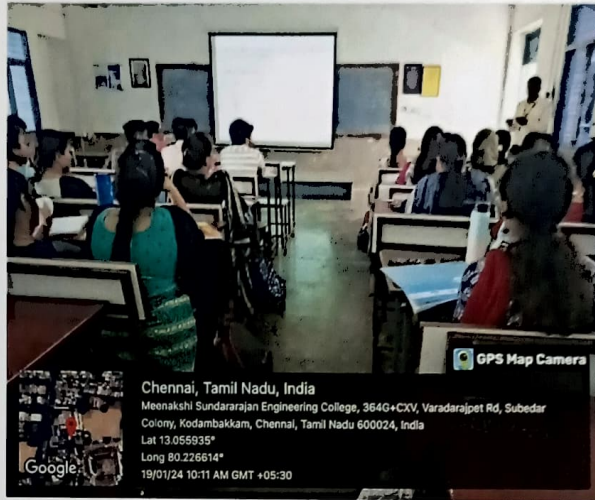 GPS Map Camera
Chennai, Tamil Nadu, India
Meenakshi Sundararajan Engineering College, 364G+CXV, Varadarajpet Rd, Subedar
Colony, Kodambakkam, Chennai, Tamil Nadu 600024, India
Lat 13.055935°
Long 80.226614°
19/01/24 10:11 AM GMT +05:30
Google